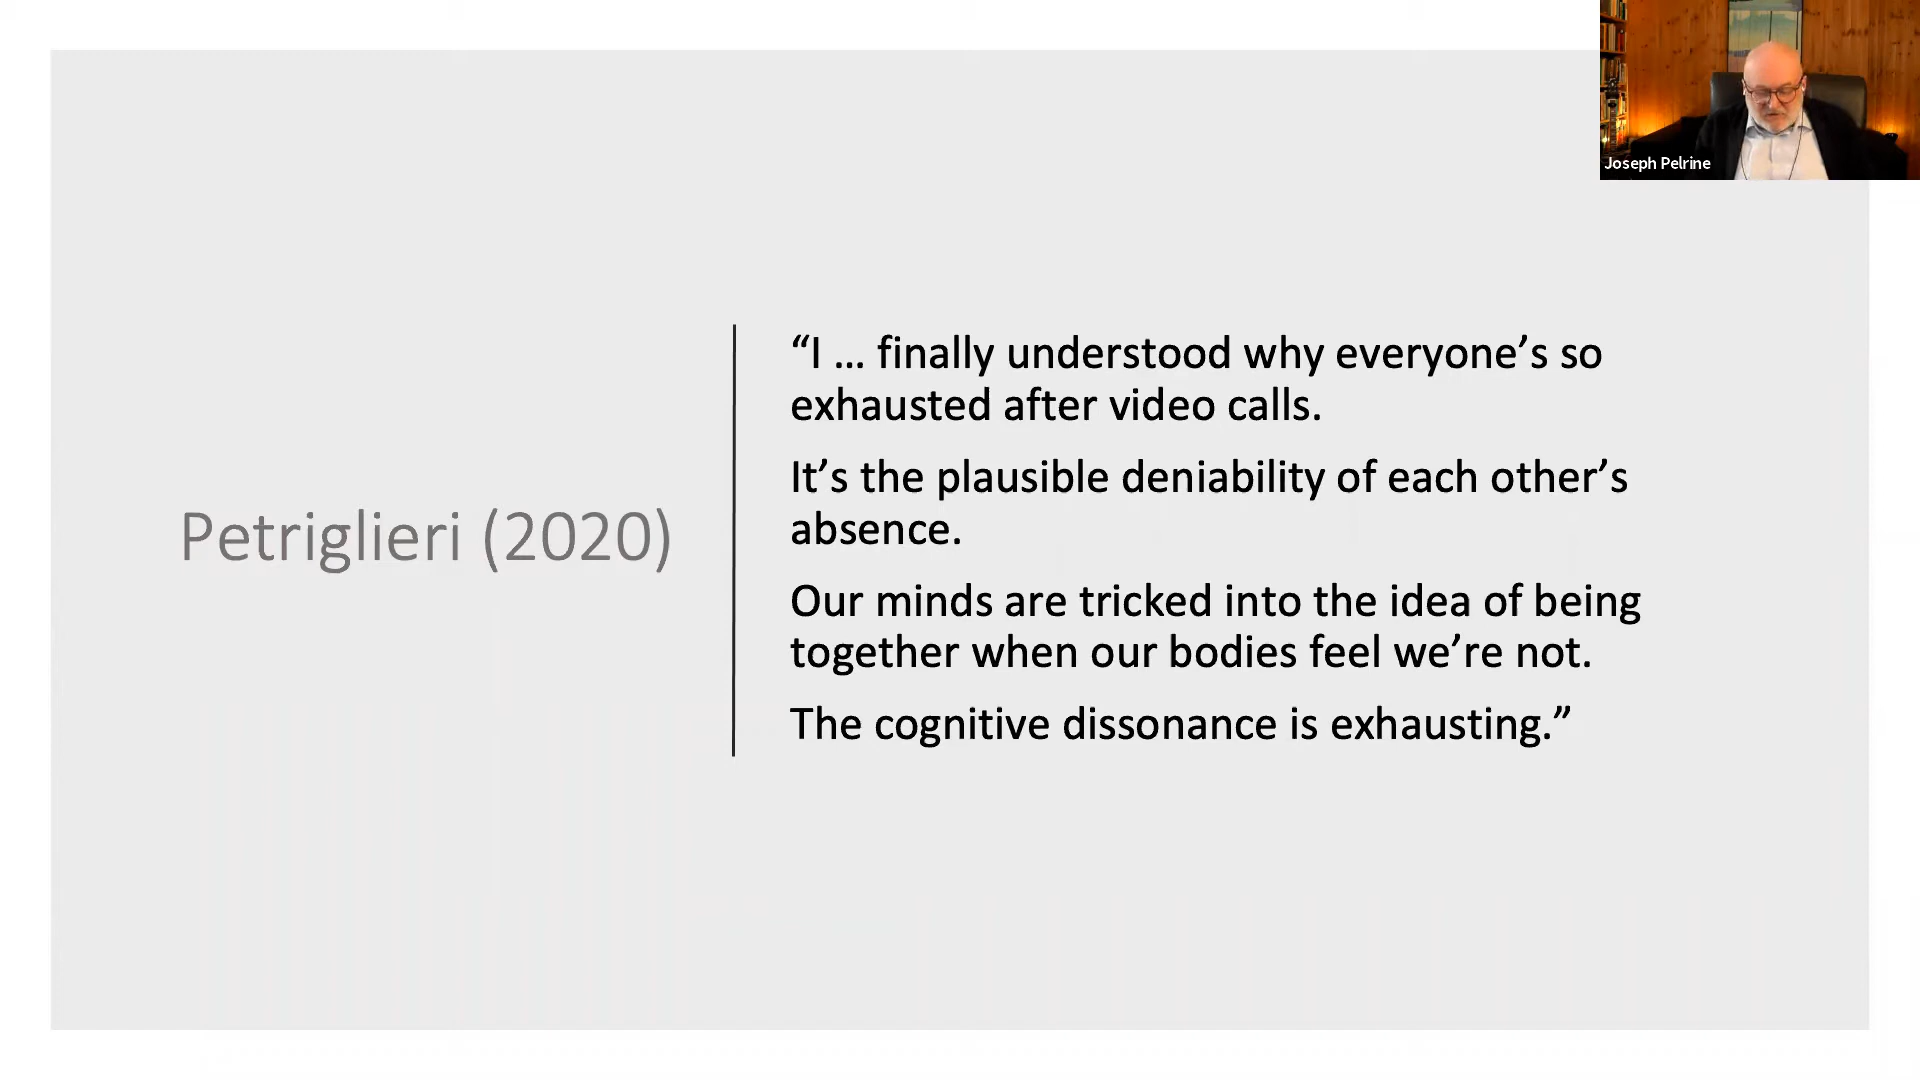 Joseph Pelrine
Petriglieri (2020)
“I ... finally understood why everyone’s so
exhausted after video calls.
It’s the plausible deniability of each other’s
absence.
Our minds are tricked into the idea of being
together when our bodies feel we’re not.
The cognitive dissonance is exhausting.”